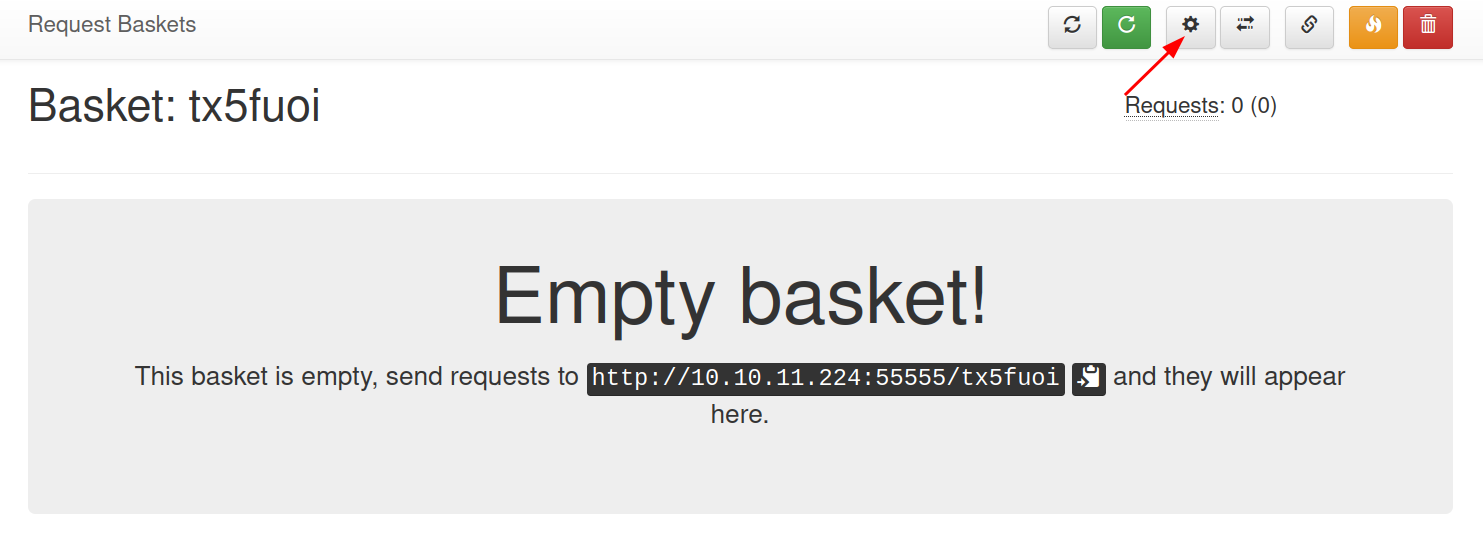 Request Baskets
Basket: tx5fuoi
Requests: 0 (0)
Empty basket!
This basket is empty, send requests to http://10.10.11.224:55555/tx5fuoi and they will appear
here.